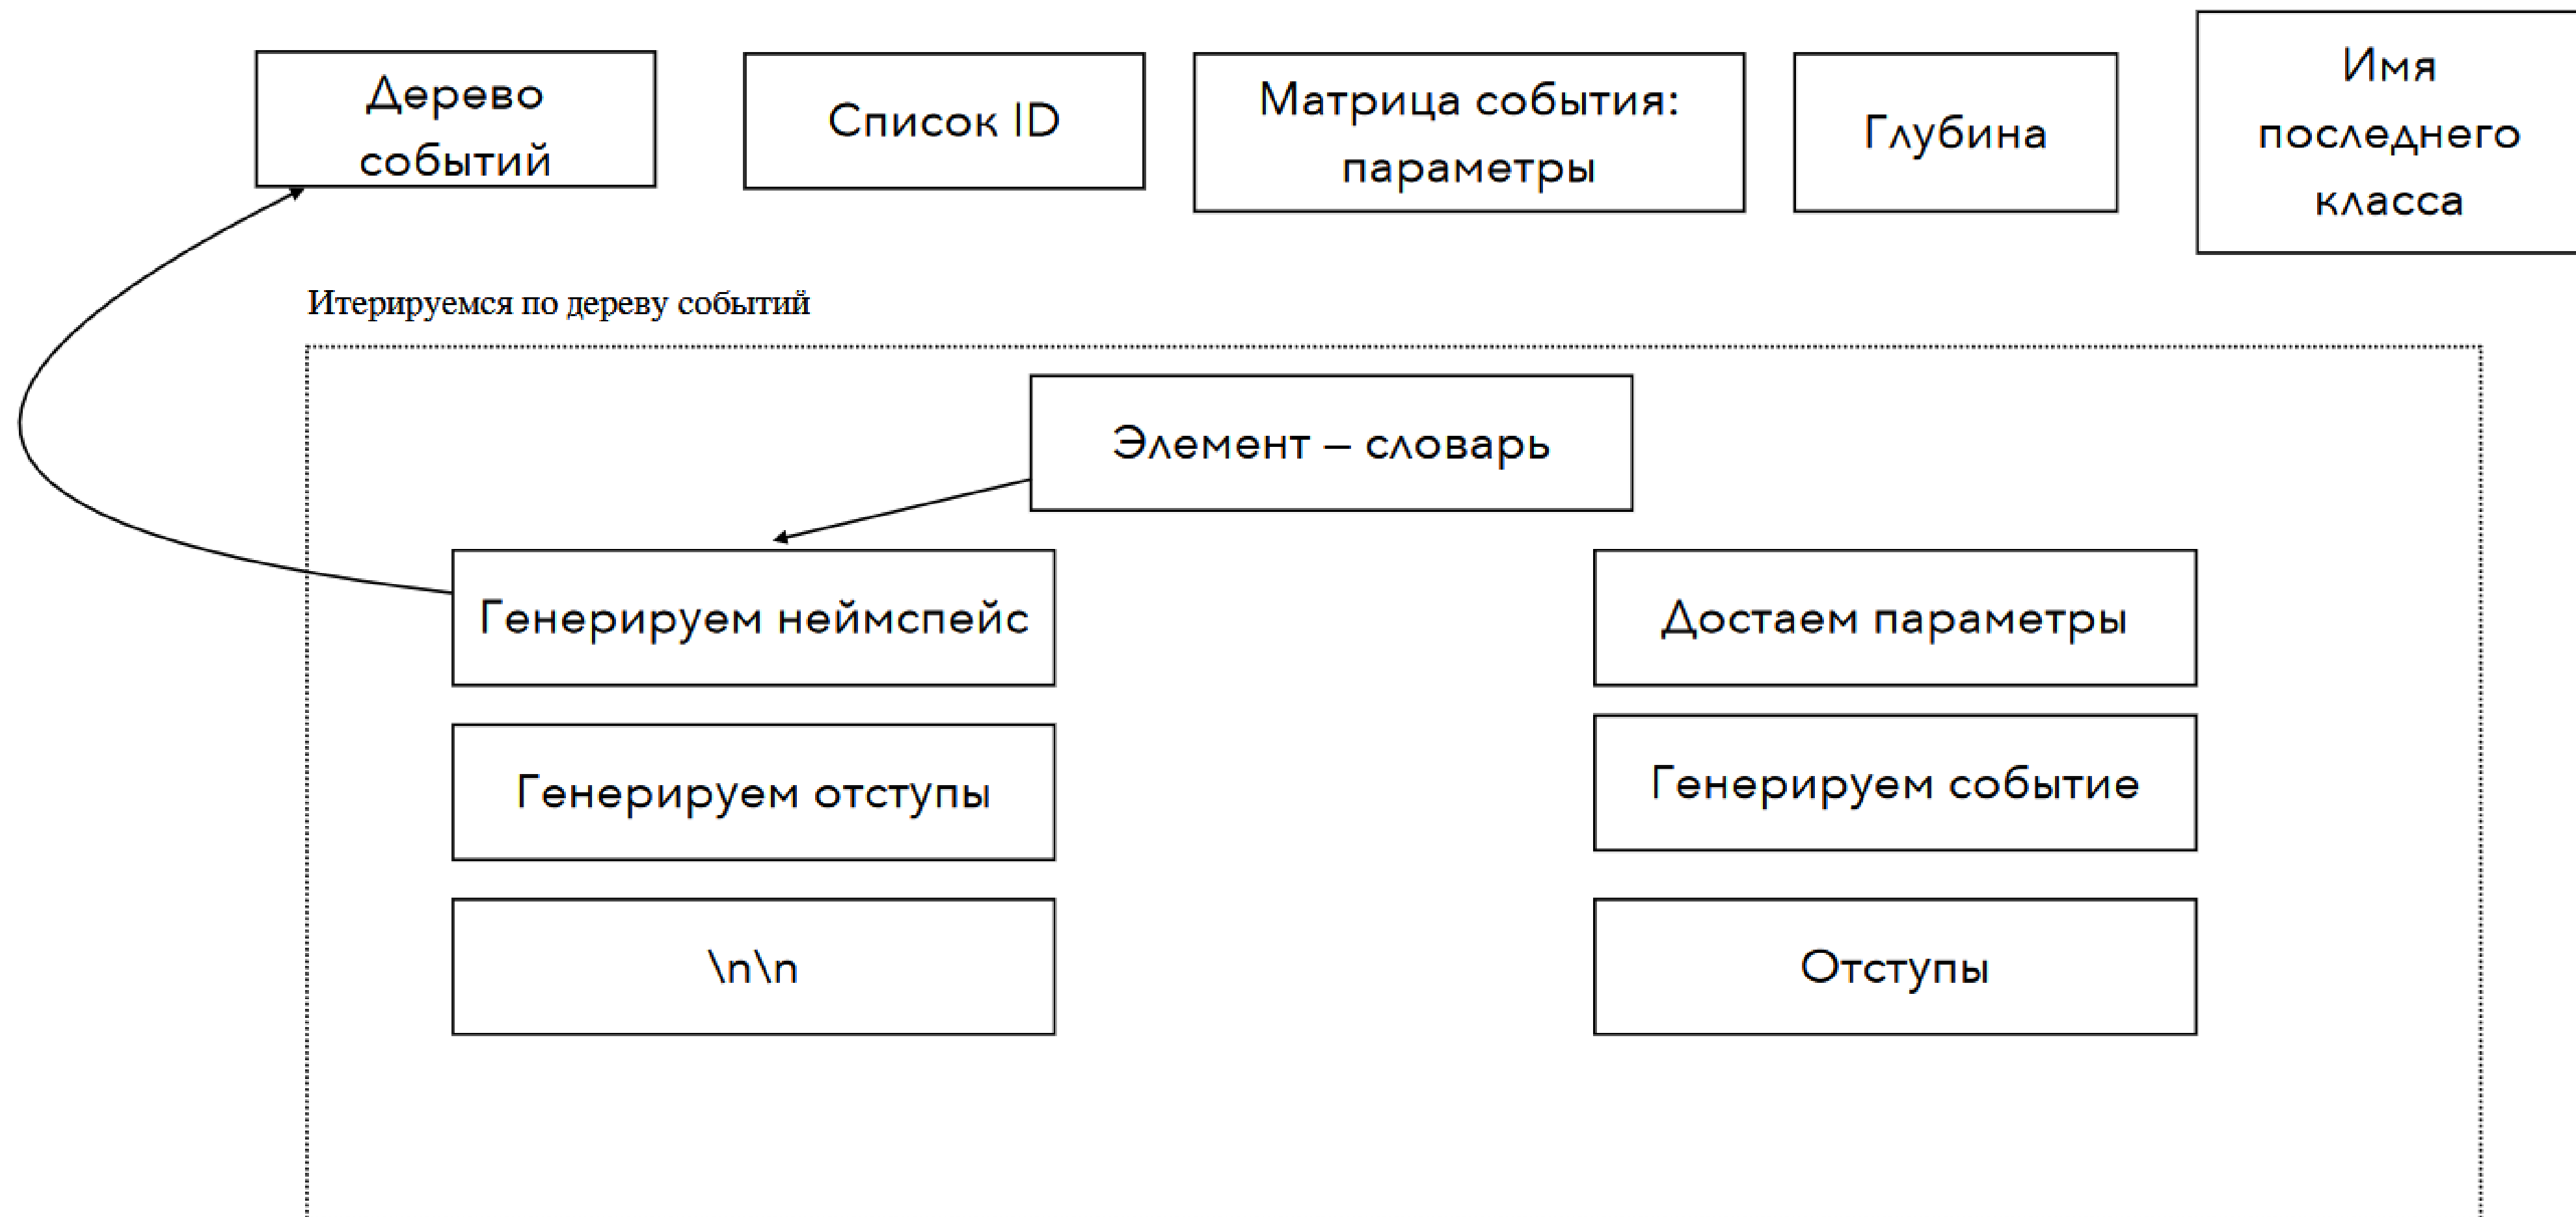 Дерево
событий
Список ID
Матрица события:
параметры
Глубина
Имя
последнего
класса
Итерируемся по дереву событий
Элемент – словарь
Генерируем неймспейс
Достаем параметры
Генерируем отступы
Генерируем событие
\n\n
Отступы